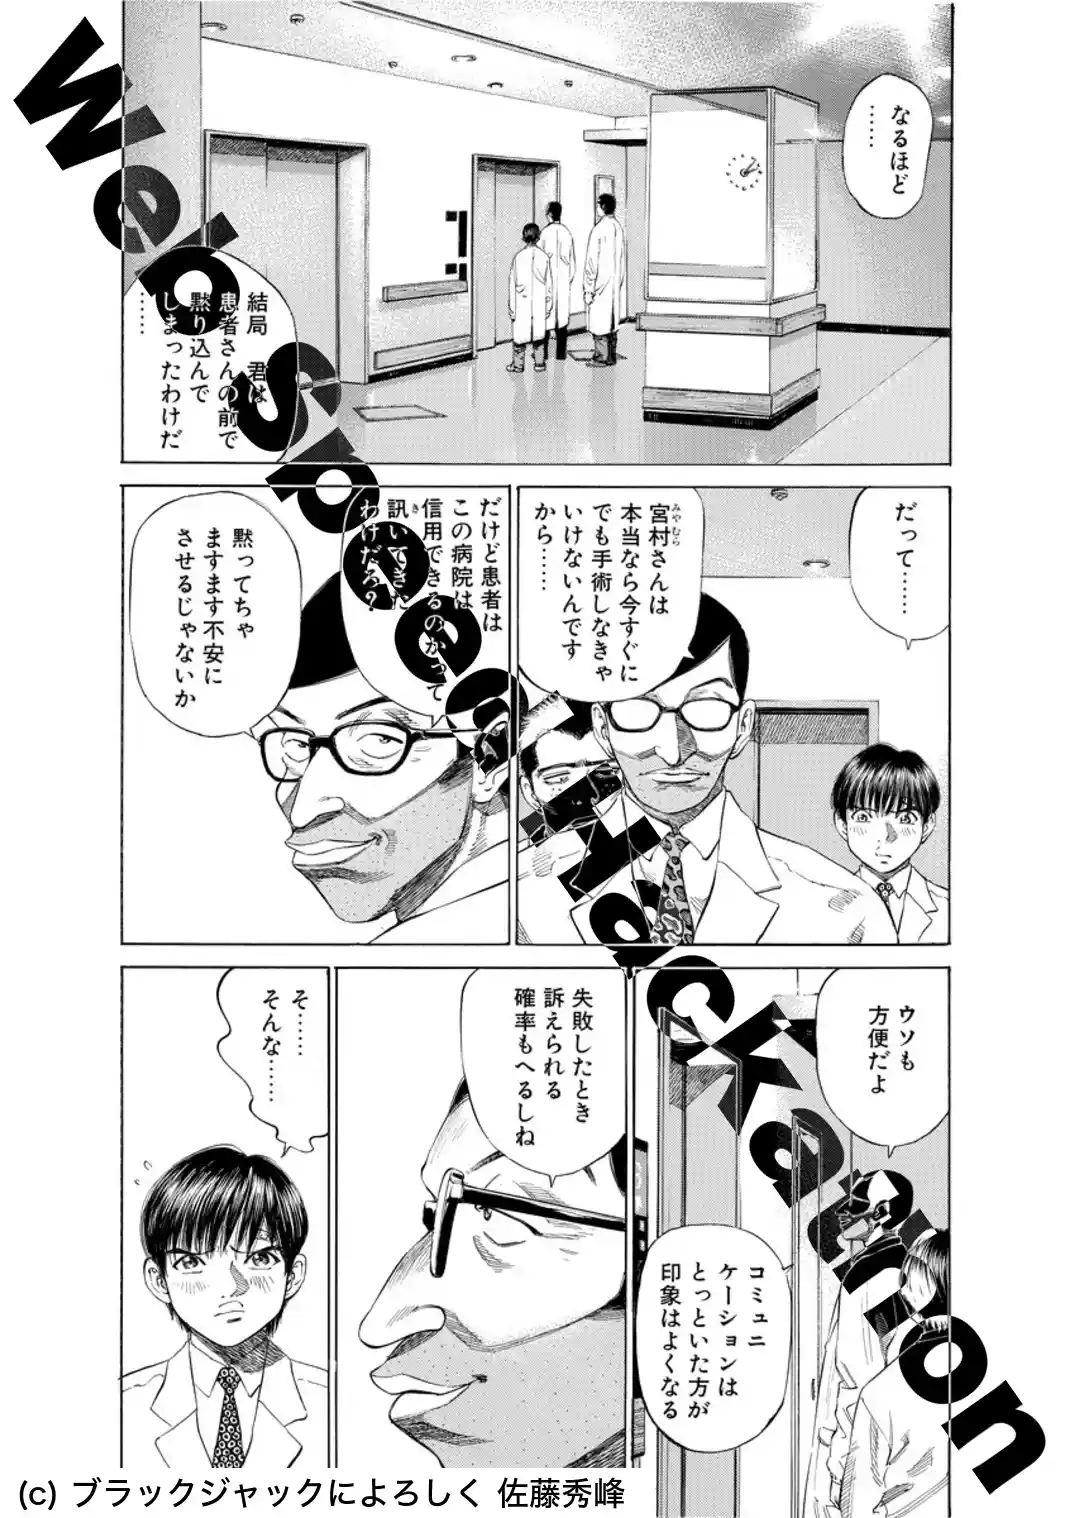 なるほど
……
結局 君は
患者さんの前で
黙り込んで
しまったわけだ
……
だって……
宮村さんは
みやむら
本当なら今すぐに
でも手術しなきゃ
いけないんです
から……
だけど患者は
この病院は
信用できるのかって
訊いてきた
き
わけだろ?
黙ってちゃ
ますます不安に
させるじゃないか
ウソも
方便だよ
コミュニ
ケーションは
とっといた方が
印象はよくなる
失敗したとき
訴えられる
確率もへるしね
そ……
そんな……
Web Spoon Hackathon
(c) ブラックジャックによろしく 佐藤秀峰